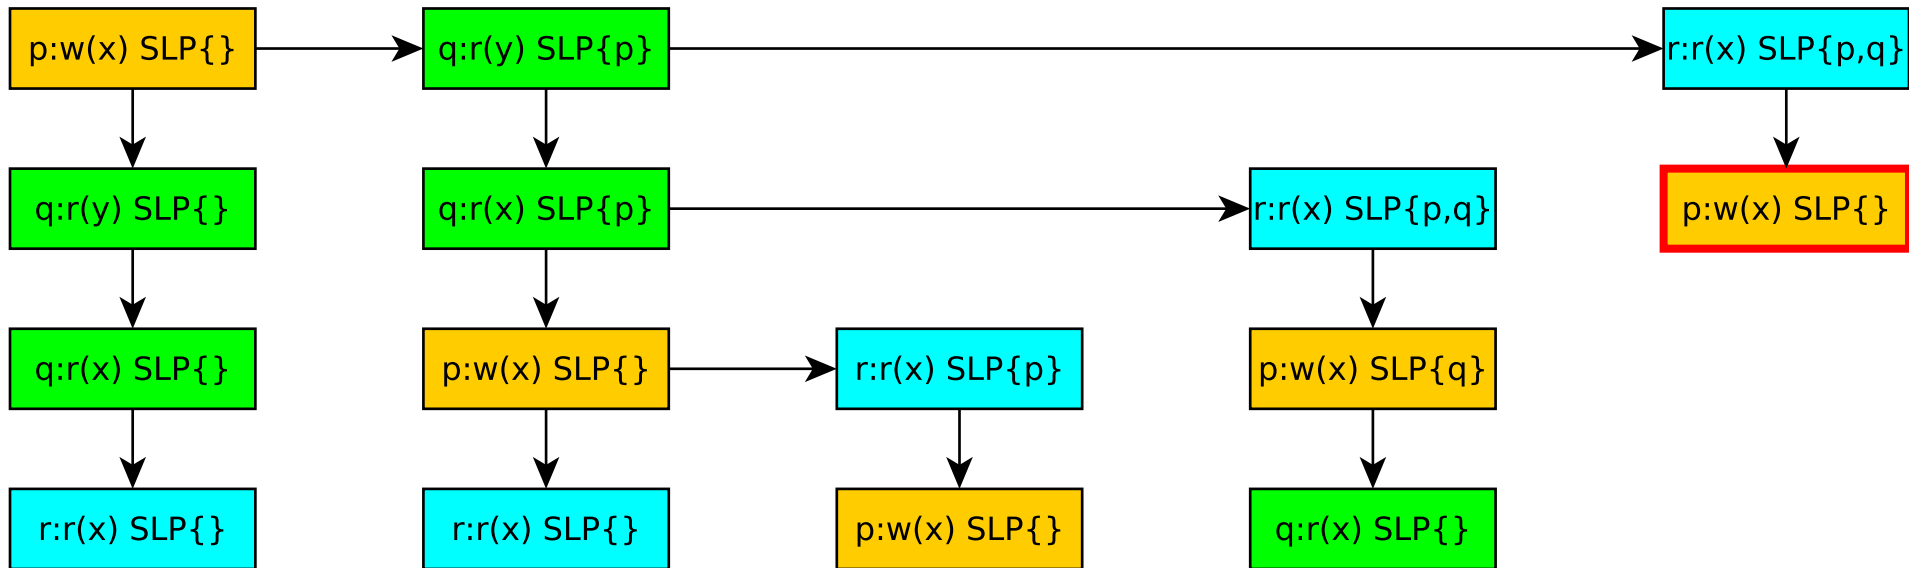 p:w(x) SLP{}
q:r(y) SLP{p}
r:r(x) SLP{p,q}
q:r(y) SLP{}
q:r(x) SLP{p}
r:r(x) SLP{p,q}
p:w(x) SLP{}
q:r(x) SLP{}
p:w(x) SLP{}
r:r(x) SLP{p}
p:w(x) SLP{q}
r:r(x) SLP{}
r:r(x) SLP{}
p:w(x) SLP{}
q:r(x) SLP{}